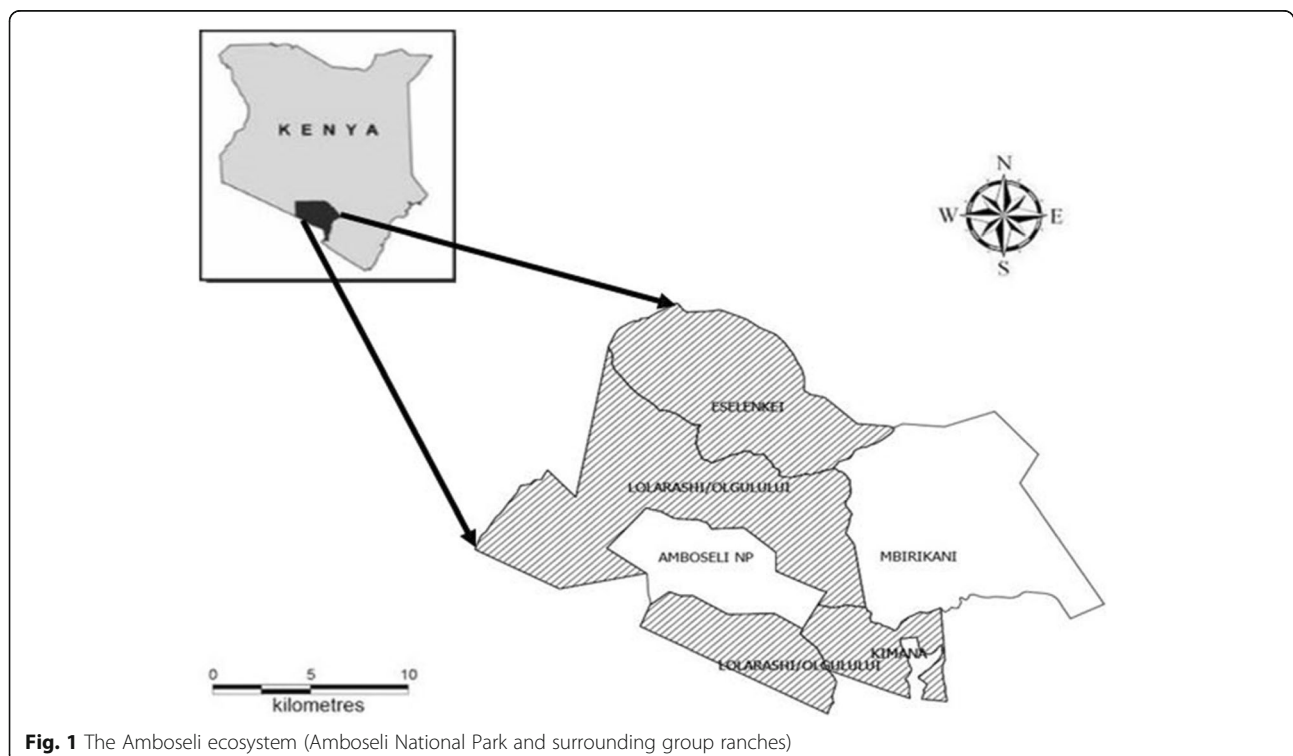 KENYA
N
W E
S
ESELENKEI
LOLARASHI/OLGULULUI
AMBOSELI NP
MBIRIKANI
KIMANA
LOLARASHI/OLGULULUI
0 5 10
kilometres
Fig. 1 The Amboseli ecosystem (Amboseli National Park and surrounding group ranches)